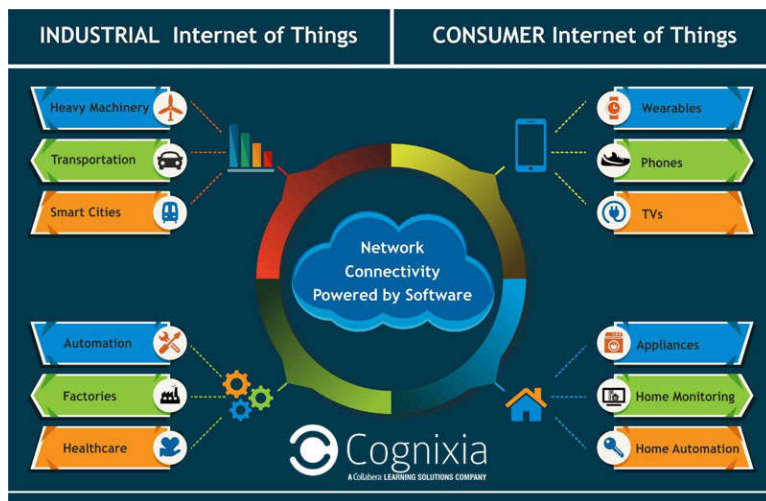 INDUSTRIAL Internet of Things
CONSUMER Internet of Things
Heavy Machinery
Transportation
Smart Cities
Wearables
Phones
TVs
Network
Connectivity
Powered by Software
Automation
Factories
Healthcare
Appliances
Home Monitoring
Home Automation
Cognixia
A Collabera LEARNING SOLUTIONS COMPANY